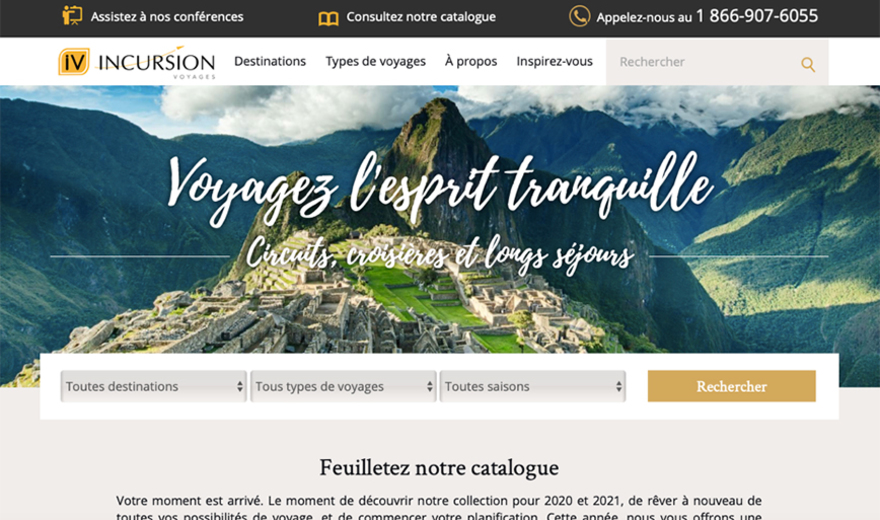 Assistez à nos conférences
Consultez notre catalogue
Appelez-nous au 1 866-907-6055
iV INCURSION
VOYAGES
Destinations
Types de voyages
À propos
Inspirez-vous
Rechercher
Voyagez l'esprit tranquille
Circuits, croisières et longs séjours
Toutes destinations
Tous types de voyages
Toutes saisons
Rechercher
Feuilletez notre catalogue
Votre moment est arrivé. Le moment de découvrir notre collection pour 2020 et 2021, de rêver à nouveau de
toutes vos possibilités de voyage, et de commencer votre planification. Cette année, nous vous offrons une